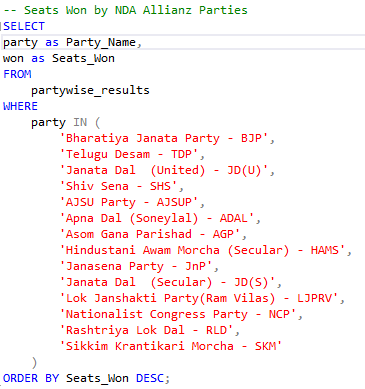 -- Seats Won by NDA Allianz Parties
SELECT
party as Party_Name,
won as Seats_Won
FROM
    partywise_results
WHERE
    party IN (
        'Bharatiya Janata Party - BJP',
        'Telugu Desam - TDP',
        'Janata Dal  (United) - JD(U)',
        'Shiv Sena - SHS',
        'AJSU Party - AJSUP',
        'Apna Dal (Soneylal) - ADAL',
        'Asom Gana Parishad - AGP',
        'Hindustani Awam Morcha (Secular) - HAMS',
        'Janasena Party - JnP',
        'Janata Dal  (Secular) - JD(S)',
        'Lok Janshakti Party(Ram Vilas) - LJPRV',
        'Nationalist Congress Party - NCP',
        'Rashtriya Lok Dal - RLD',
        'Sikkim Krantikari Morcha - SKM'
    )
ORDER BY Seats_Won DESC;